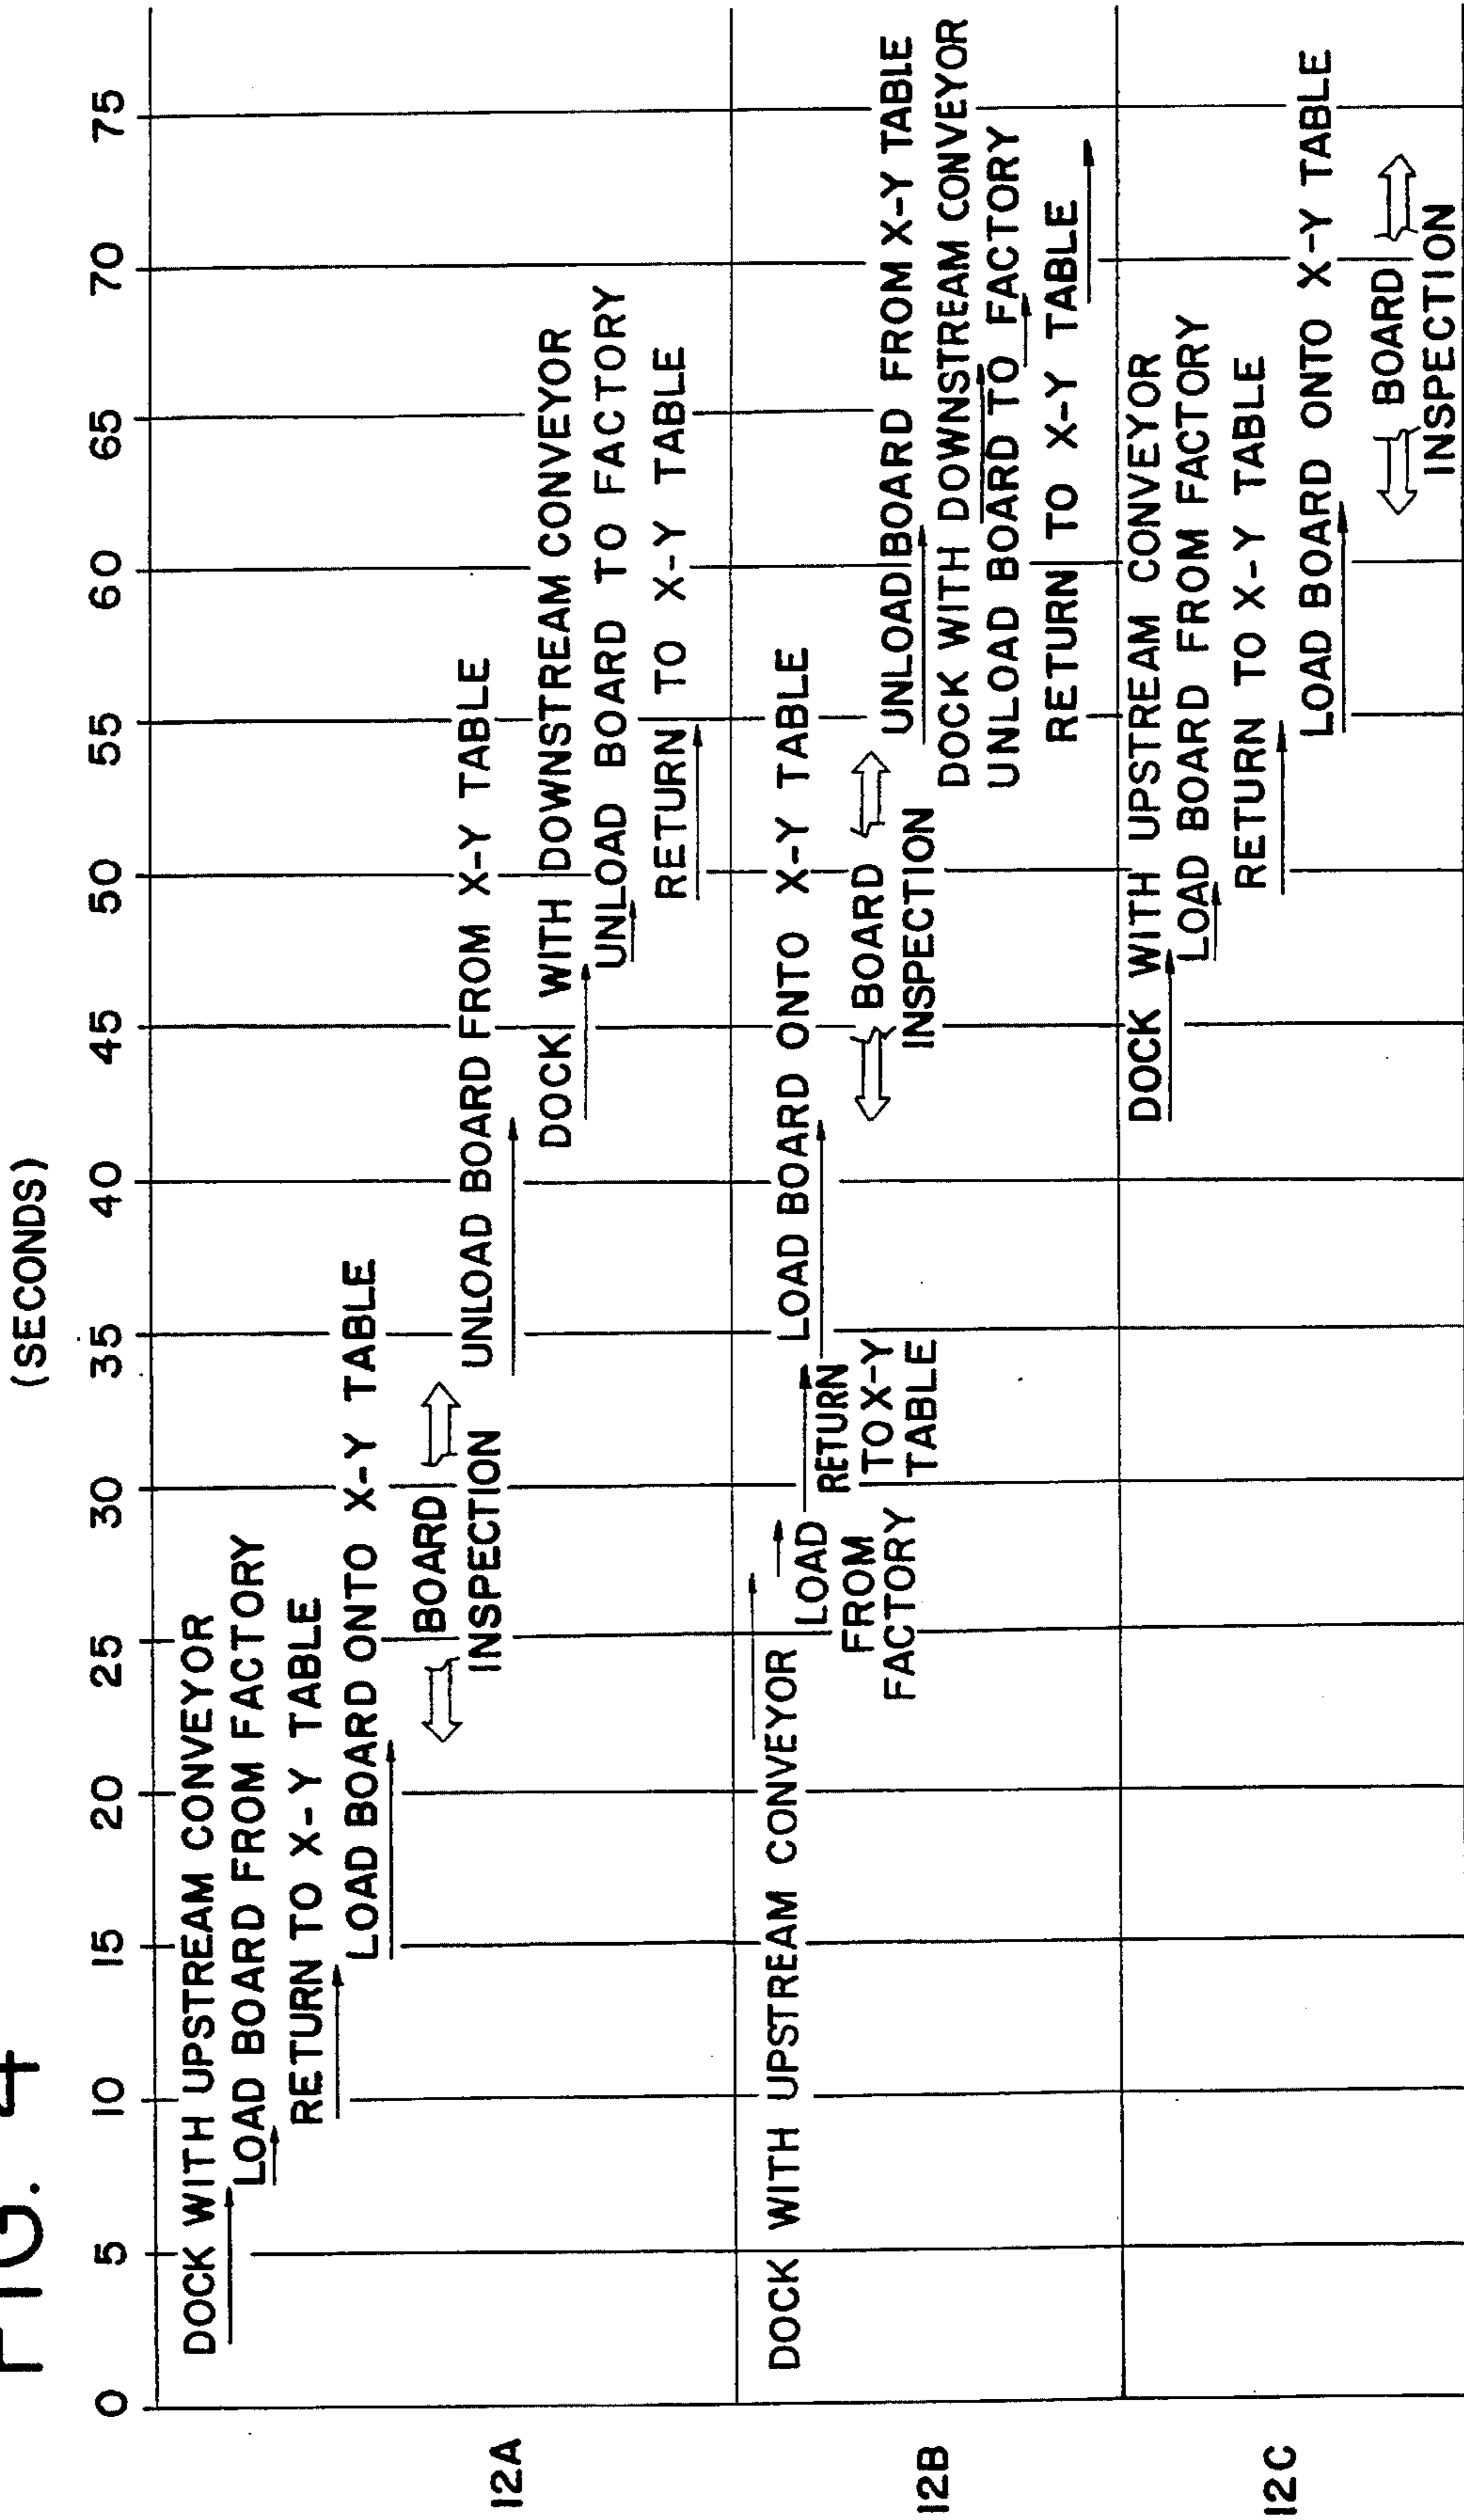 FIG. 4
(SECONDS)
0 5 10 15 20 25 30 35 40 45 50 55 60 65 70 75
12A
DOCK WITH UPSTREAM CONVEYOR
LOAD BOARD FROM FACTORY
RETURN TO X-Y TABLE
LOAD BOARD ONTO X-Y TABLE
BOARD
INSPECTION
UNLOAD BOARD FROM X-Y TABLE
DOCK WITH DOWNSTREAM CONVEYOR
UNLOAD BOARD TO FACTORY
RETURN TO X-Y TABLE
12B
DOCK WITH UPSTREAM CONVEYOR
LOAD
FROM
FACTORY
RETURN
TO X-Y
TABLE
LOAD BOARD ONTO X-Y TABLE
BOARD
INSPECTION
UNLOAD BOARD FROM X-Y TABLE
DOCK WITH DOWNSTREAM CONVEYOR
UNLOAD BOARD TO FACTORY
RETURN TO X-Y TABLE
12C
DOCK WITH UPSTREAM CONVEYOR
LOAD BOARD FROM FACTORY
RETURN TO X-Y TABLE
LOAD BOARD ONTO X-Y TABLE
BOARD
INSPECTION